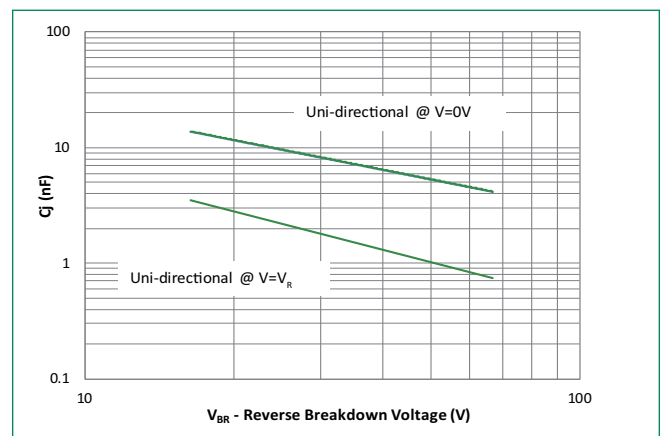 100
Uni-directional @ V=0V
10
Cj (nF)
1
Uni-directional @ V=VR
0.1
10
100
VBR - Reverse Breakdown Voltage (V)